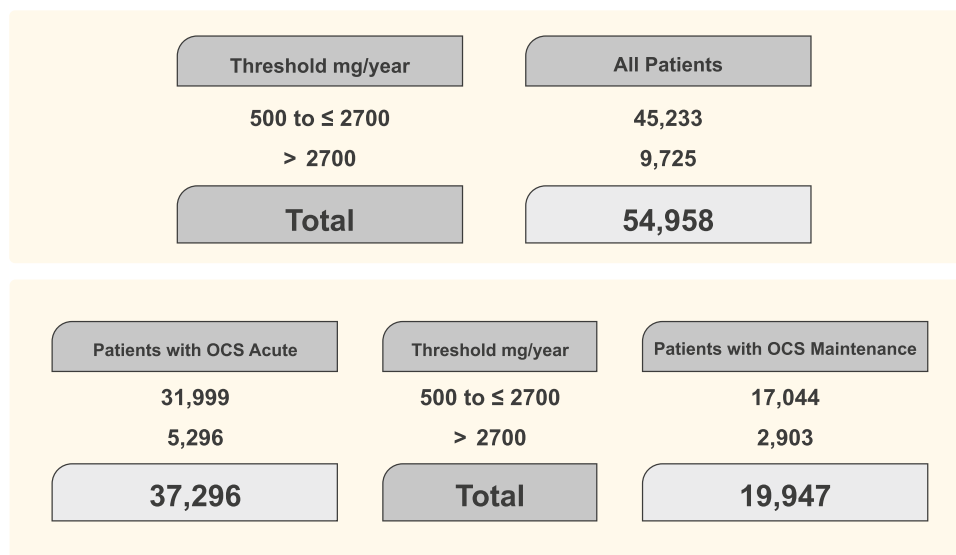 Threshold mg/year All Patients
500 to ≤ 2700 45,233
> 2700 9,725
Total 54,958
Patients with OCS Acute Threshold mg/year Patients with OCS Maintenance
31,999 500 to ≤ 2700 17,044
5,296 > 2700 2,903
37,296 Total 19,947